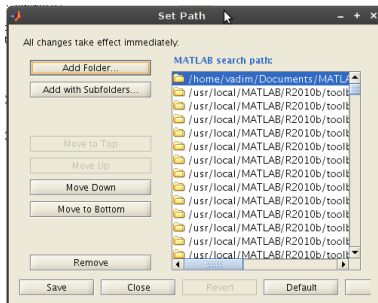 Set Path
All changes take effect immediately.
MATLAB search path:
Add Folder...
Add with Subfolders...
Move to Top
Move Up
Move Down
Move to Bottom
Remove
/home/vadim/Documents/MATLA
/usr/local/MATLAB/R2010b/toolb
/usr/local/MATLAB/R2010b/toolb
/usr/local/MATLAB/R2010b/toolb
/usr/local/MATLAB/R2010b/toolb
/usr/local/MATLAB/R2010b/toolb
/usr/local/MATLAB/R2010b/toolb
/usr/local/MATLAB/R2010b/toolb
/usr/local/MATLAB/R2010b/toolb
/usr/local/MATLAB/R2010b/toolb
/usr/local/MATLAB/R2010b/toolb
/usr/local/MATLAB/R2010b/toolb
/usr/local/MATLAB/R2010b/toolb
/usr/local/MATLAB/R2010b/toolb
Save
Close
Revert
Default